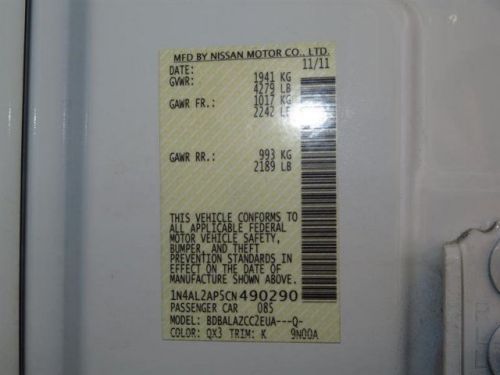 MFD BY NISSAN MOTOR CO., LTD.
DATE: 11/11
GVWR: 1941 KG
4279 LB
GAWR FR.: 1017 KG
2242 LB
GAWR RR.: 993 KG
2189 LB
THIS VEHICLE CONFORMS TO
ALL APPLICABLE FEDERAL
MOTOR VEHICLE SAFETY,
BUMPER, AND THEFT
PREVENTION STANDARDS IN
EFFECT ON THE DATE OF
MANUFACTURE SHOWN ABOVE.
1N4AL2AP5CN490290
PASSENGER CAR 085
MODEL: BDBALAZCC2EUA---Q-
COLOR: QX3 TRIM: K 9N00A